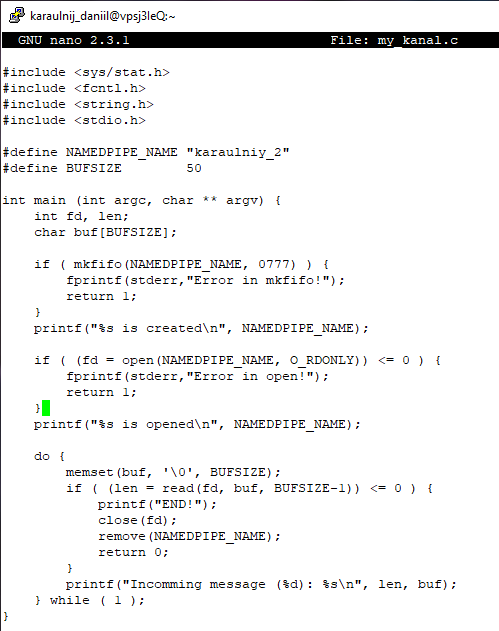 karaulnij_daniil@vpsj3leQ:~
GNU nano 2.3.1 File: my_kanal.c
#include <sys/stat.h>
#include <fcntl.h>
#include <string.h>
#include <stdio.h>
#define NAMEDPIPE_NAME "karaulniy_2"
#define BUFSIZE 50
int main (int argc, char ** argv) {
int fd, len;
char buf[BUFSIZE];
if ( mkfifo(NAMEDPIPE_NAME, 0777) ) {
fprintf(stderr,"Error in mkfifo!");
return 1;
}
printf("%s is created\n", NAMEDPIPE_NAME);
if ( (fd = open(NAMEDPIPE_NAME, O_RDONLY)) <= 0 ) {
fprintf(stderr,"Error in open!");
return 1;
}
printf("%s is opened\n", NAMEDPIPE_NAME);
do {
memset(buf, '\0', BUFSIZE);
if ( (len = read(fd, buf, BUFSIZE-1)) <= 0 ) {
printf("END!");
close(fd);
remove(NAMEDPIPE_NAME);
return 0;
}
printf("Incomming message (%d): %s\n", len, buf);
} while ( 1 );
}